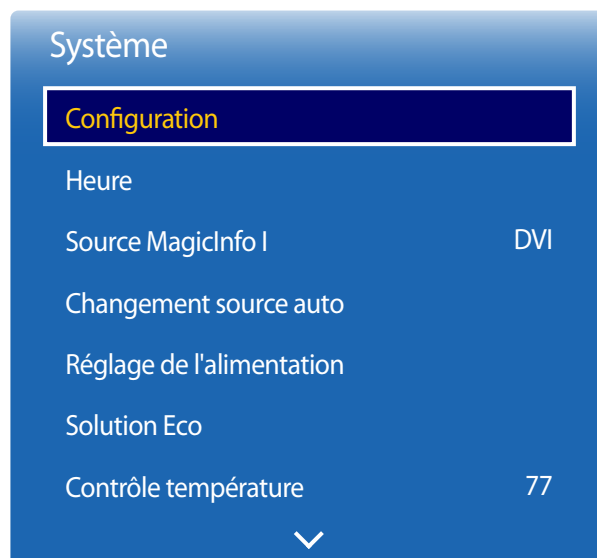 Système
Configuration
Heure
Source MagicInfo I DVI
Changement source auto
Réglage de l'alimentation
Solution Eco
Contrôle température 77